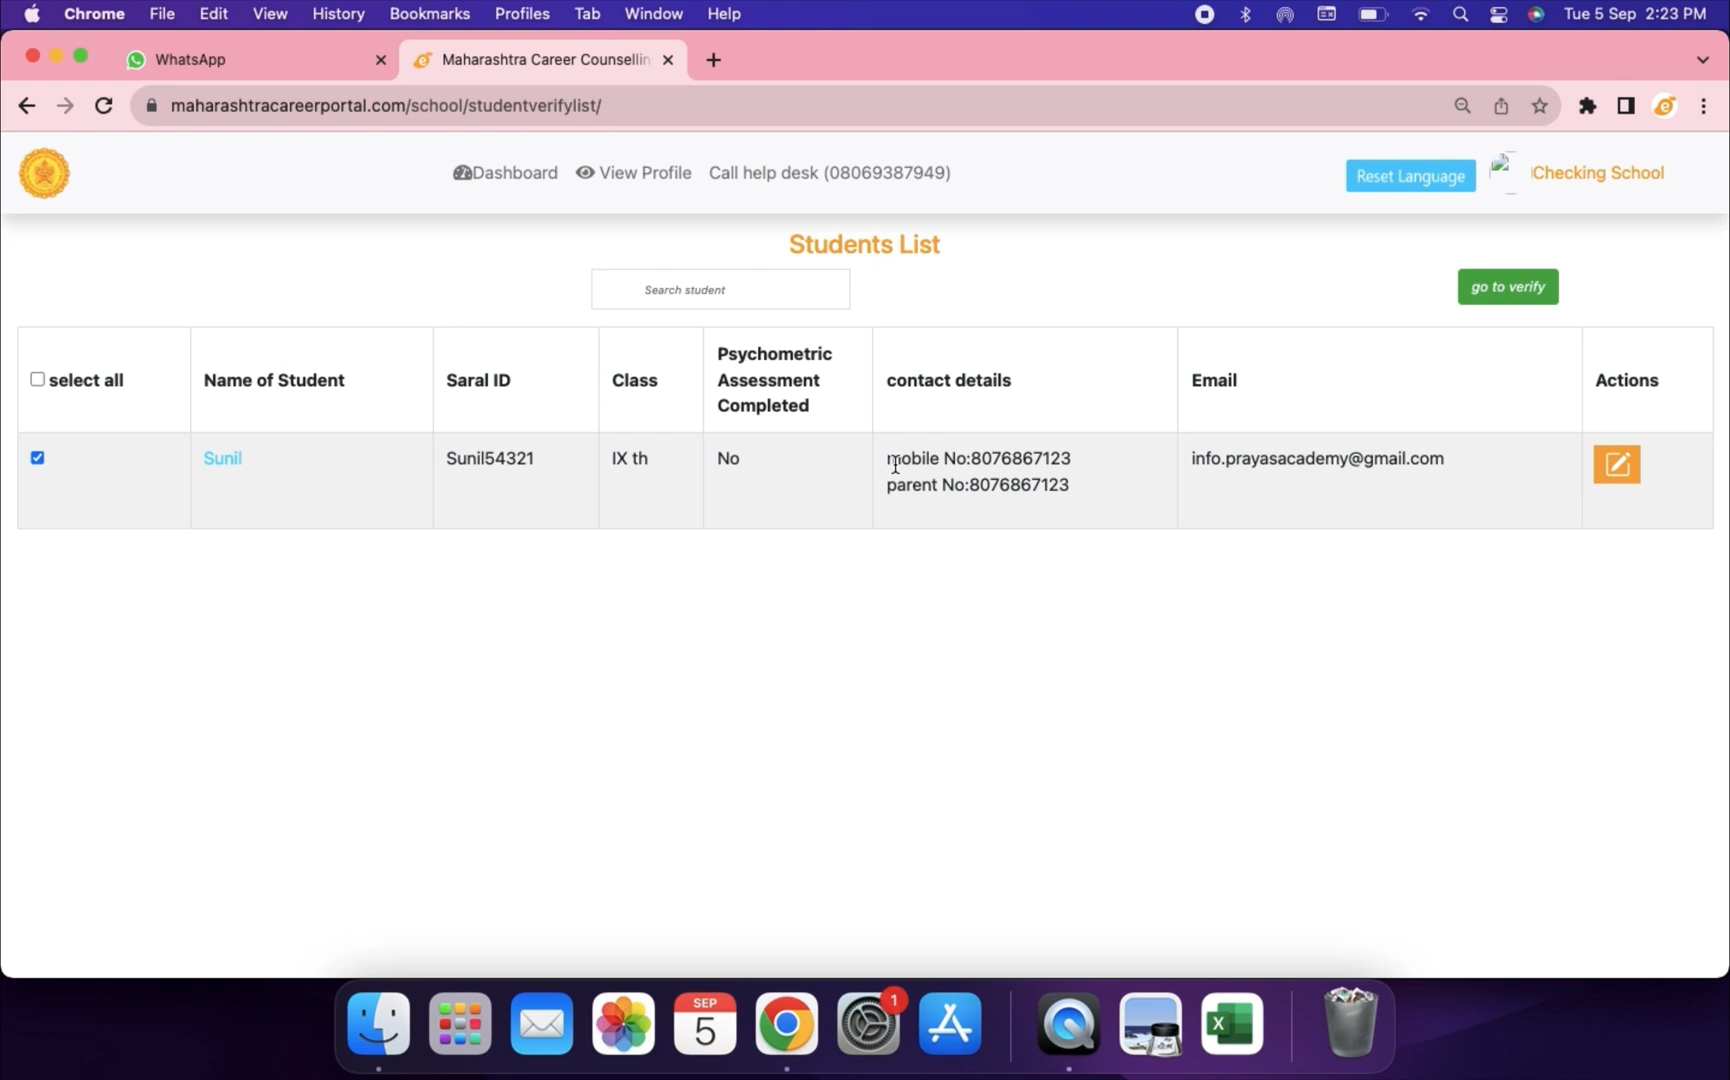 Chrome File Edit View History Bookmarks Profiles Tab Window Help Tue 5 Sep 2:23 PM
WhatsApp Maharashtra Career Counsellin
maharashtracareerportal.com/school/studentverifylist/
Dashboard View Profile Call help desk (08069387949) Reset Language Checking School
Students List
Search student go to verify
select all Name of Student Saral ID Class Psychometric Assessment Completed contact details Email Actions
Sunil Sunil54321 IX th No mobile No:8076867123 info.prayasacademy@gmail.com
parent No:8076867123
SEP
5
1
X